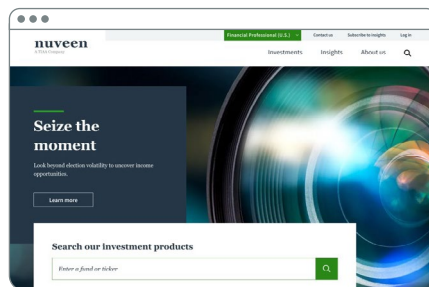 Financial Professional (U.S.)
Contact us
Subscribe to insights
Log in
nuveen
A TIAA Company
Investments
Insights
About us
Seize the
moment
Look beyond election volatility to uncover income
opportunities.
Learn more
Search our investment products
Enter a fund or ticker